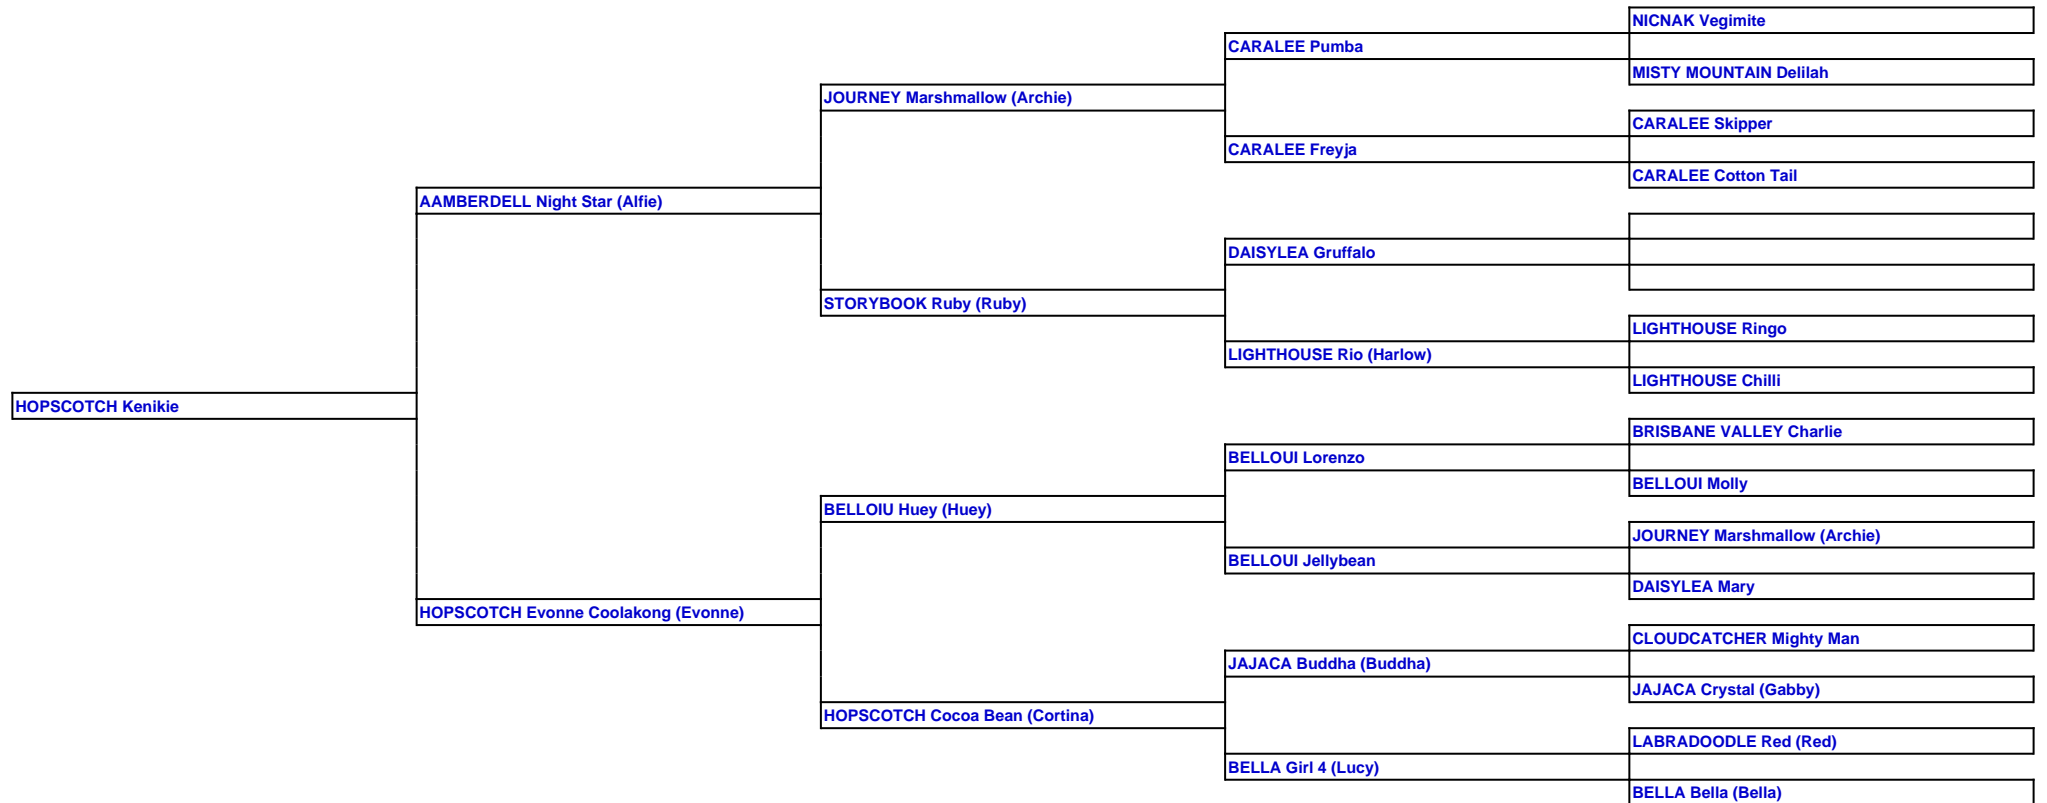 NICNAK Vegimite
CARALEE Pumba
MISTY MOUNTAIN Delilah
JOURNEY Marshmallow (Archie)
CARALEE Skipper
CARALEE Freyja
CARALEE Cotton Tail
AAMBERDELL Night Star (Alfie)
DAISYLEA Gruffalo
STORYBOOK Ruby (Ruby)
LIGHTHOUSE Ringo
LIGHTHOUSE Rio (Harlow)
LIGHTHOUSE Chilli
HOPSCOTCH Kenikie
BRISBANE VALLEY Charlie
BELLOUI Lorenzo
BELLOUI Molly
BELLOIU Huey (Huey)
JOURNEY Marshmallow (Archie)
BELLOUI Jellybean
DAISYLEA Mary
HOPSCOTCH Evonne Coolakong (Evonne)
CLOUDCATCHER Mighty Man
JAJACA Buddha (Buddha)
JAJACA Crystal (Gabby)
HOPSCOTCH Cocoa Bean (Cortina)
LABRADOODLE Red (Red)
BELLA Girl 4 (Lucy)
BELLA Bella (Bella)